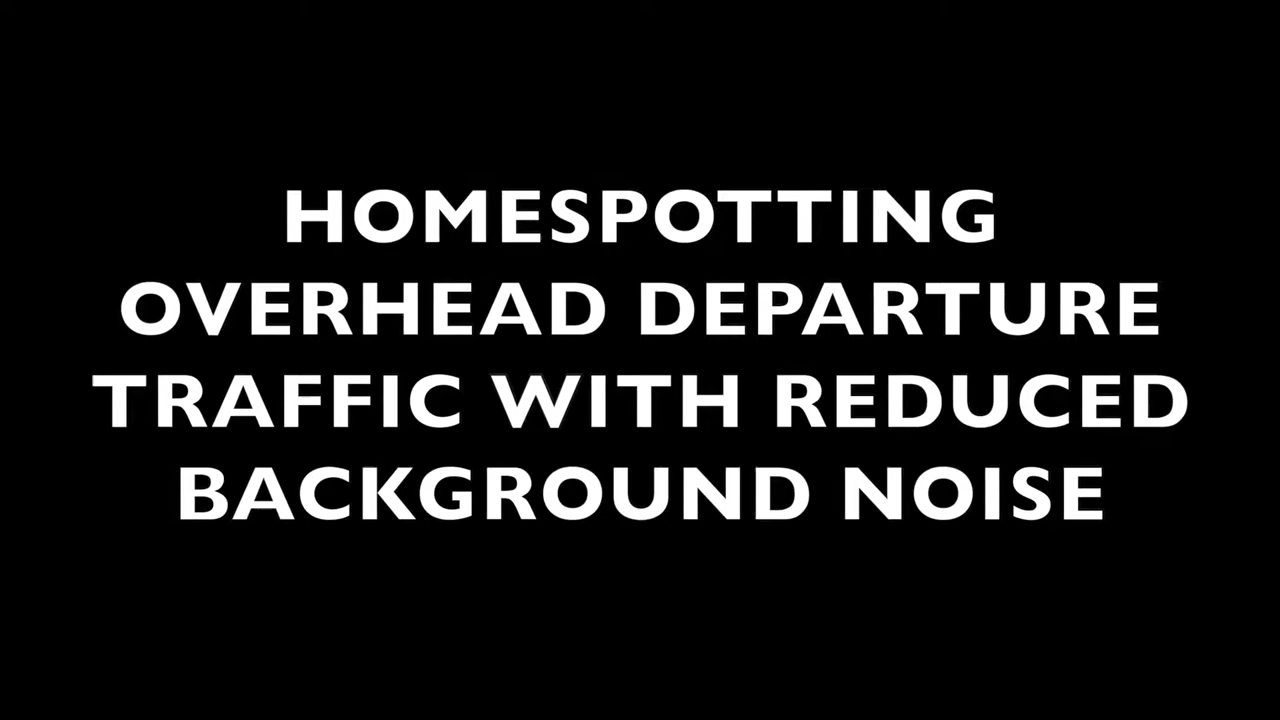 HOMESPOTTING
OVERHEAD DEPARTURE
TRAFFIC WITH REDUCED
BACKGROUND NOISE